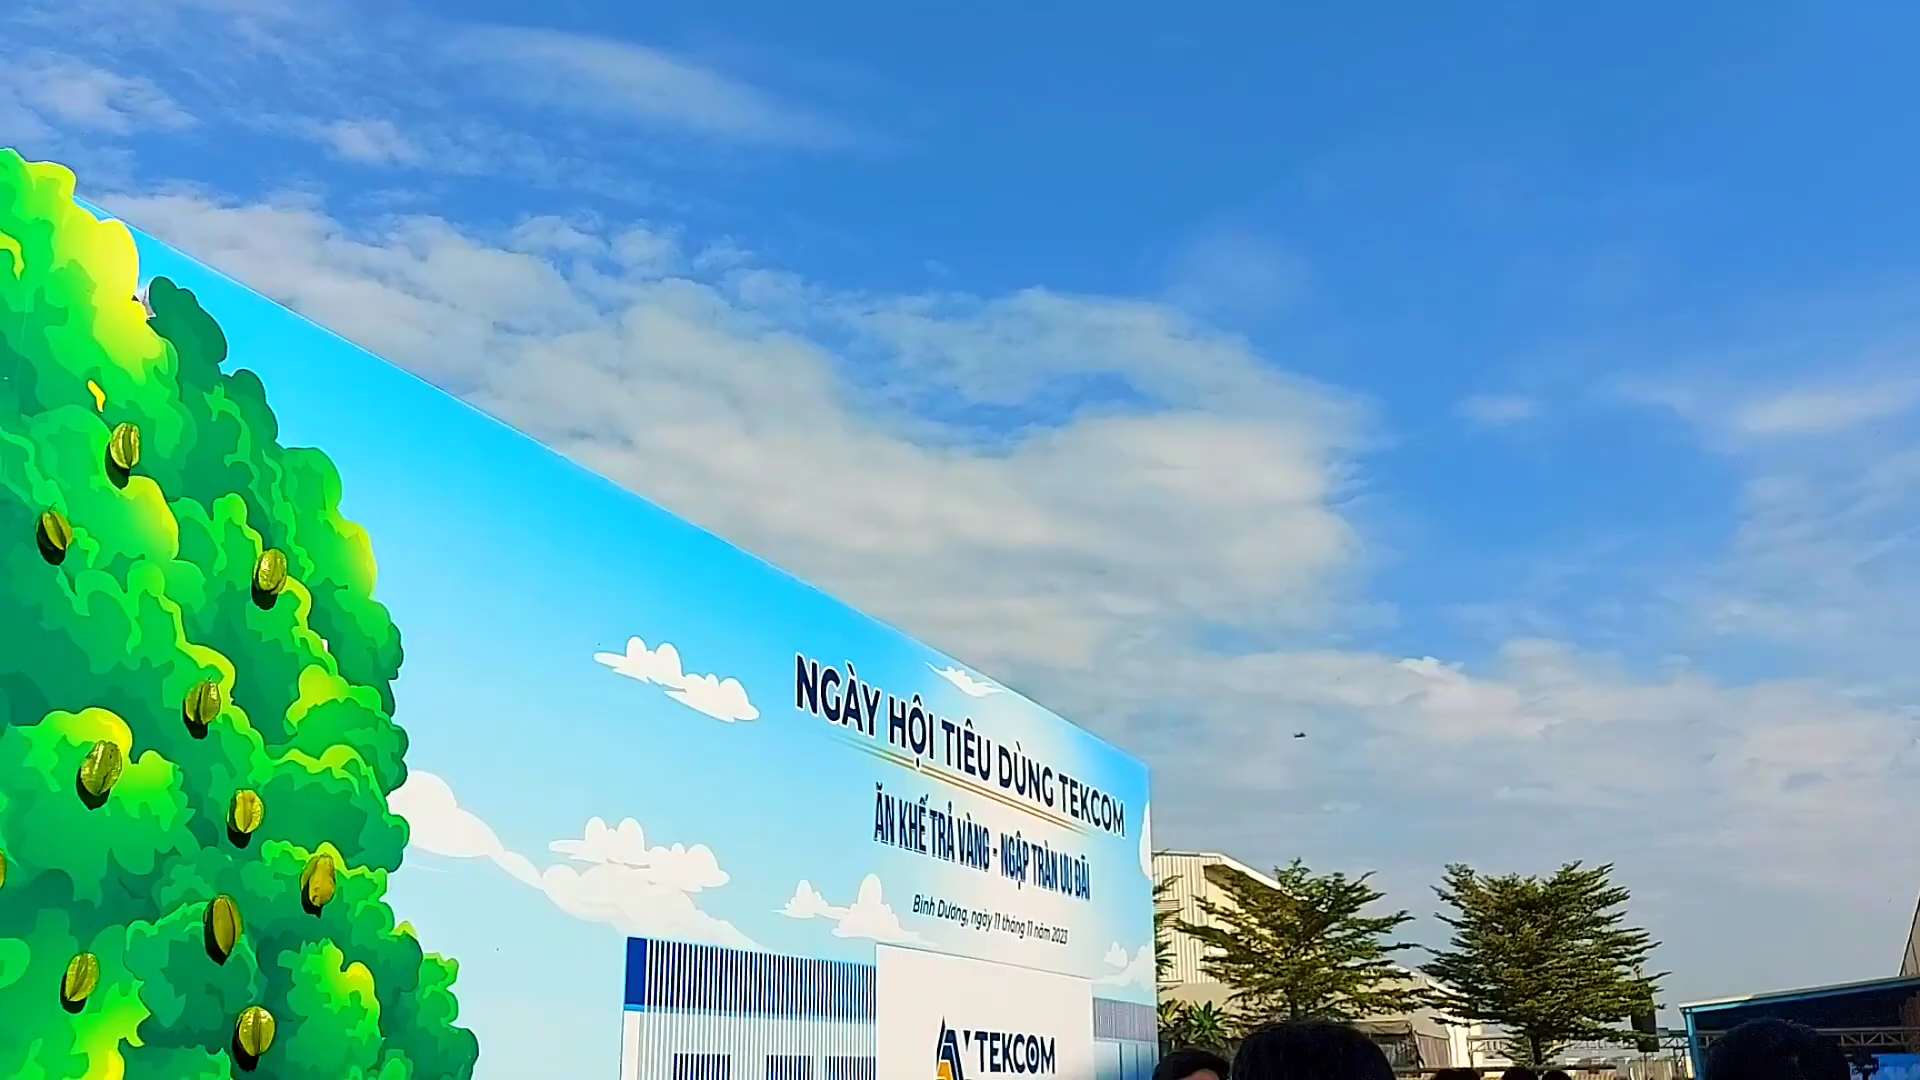 NGÀY HỘI TIÊU DÙNG TEKCOM
ĂN KHẾ TRẢ VÀNG - NGẬP TRÀN ƯU ĐÃI
Bình Dương, ngày 11 tháng 11 năm 2023
TEKCOM